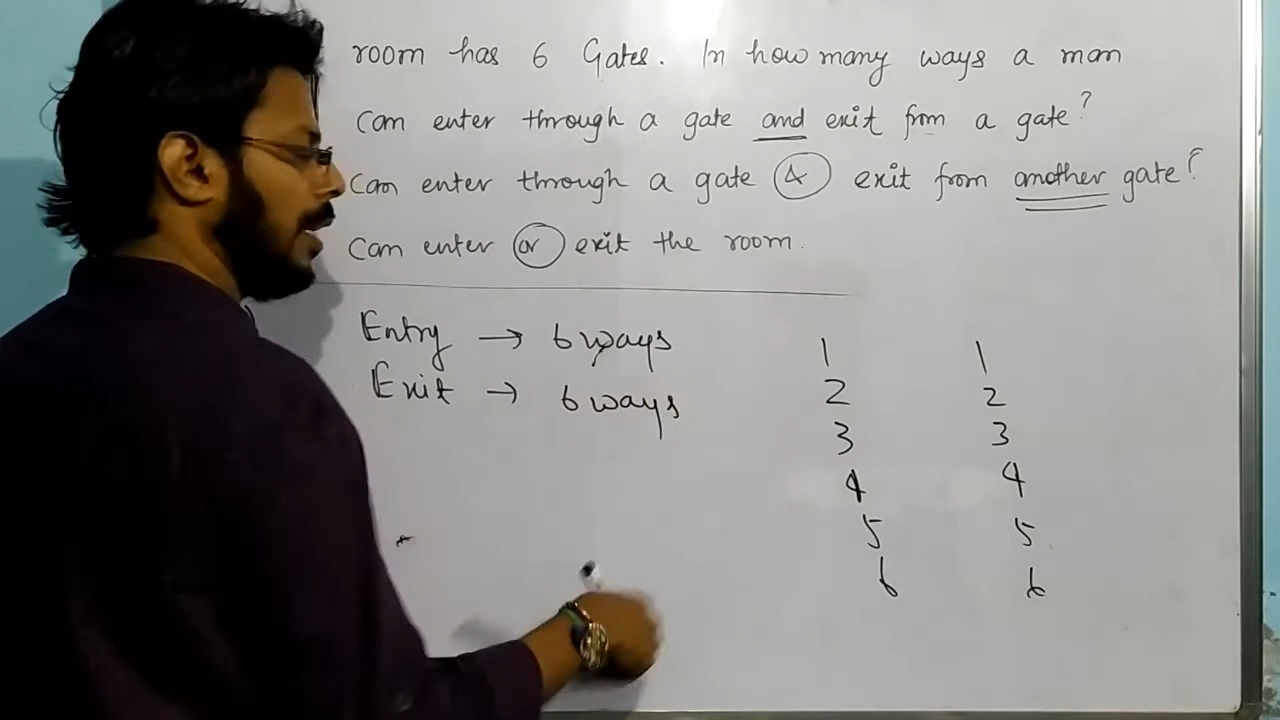 room has 6 Gates. In how many ways a man
can enter through a gate and exit from a gate?
can enter through a gate & exit from another gate?
can enter or exit the room.
Entry → 6 ways
Exit → 6 ways
1 1
2 2
3 3
4 4
5 5
6 6